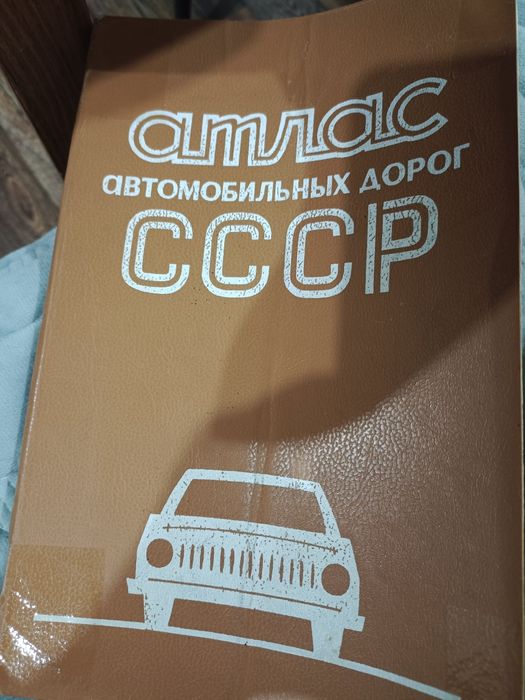 атлас
автомобильных дорог
СССР